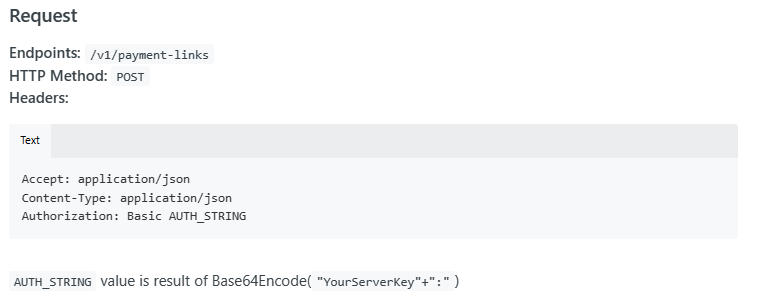 Request
Endpoints: /v1/payment-links
HTTP Method: POST
Headers:
Text
Accept: application/json
Content-Type: application/json
Authorization: Basic AUTH_STRING
AUTH_STRING value is result of Base64Encode( "YourServerKey"+":" )